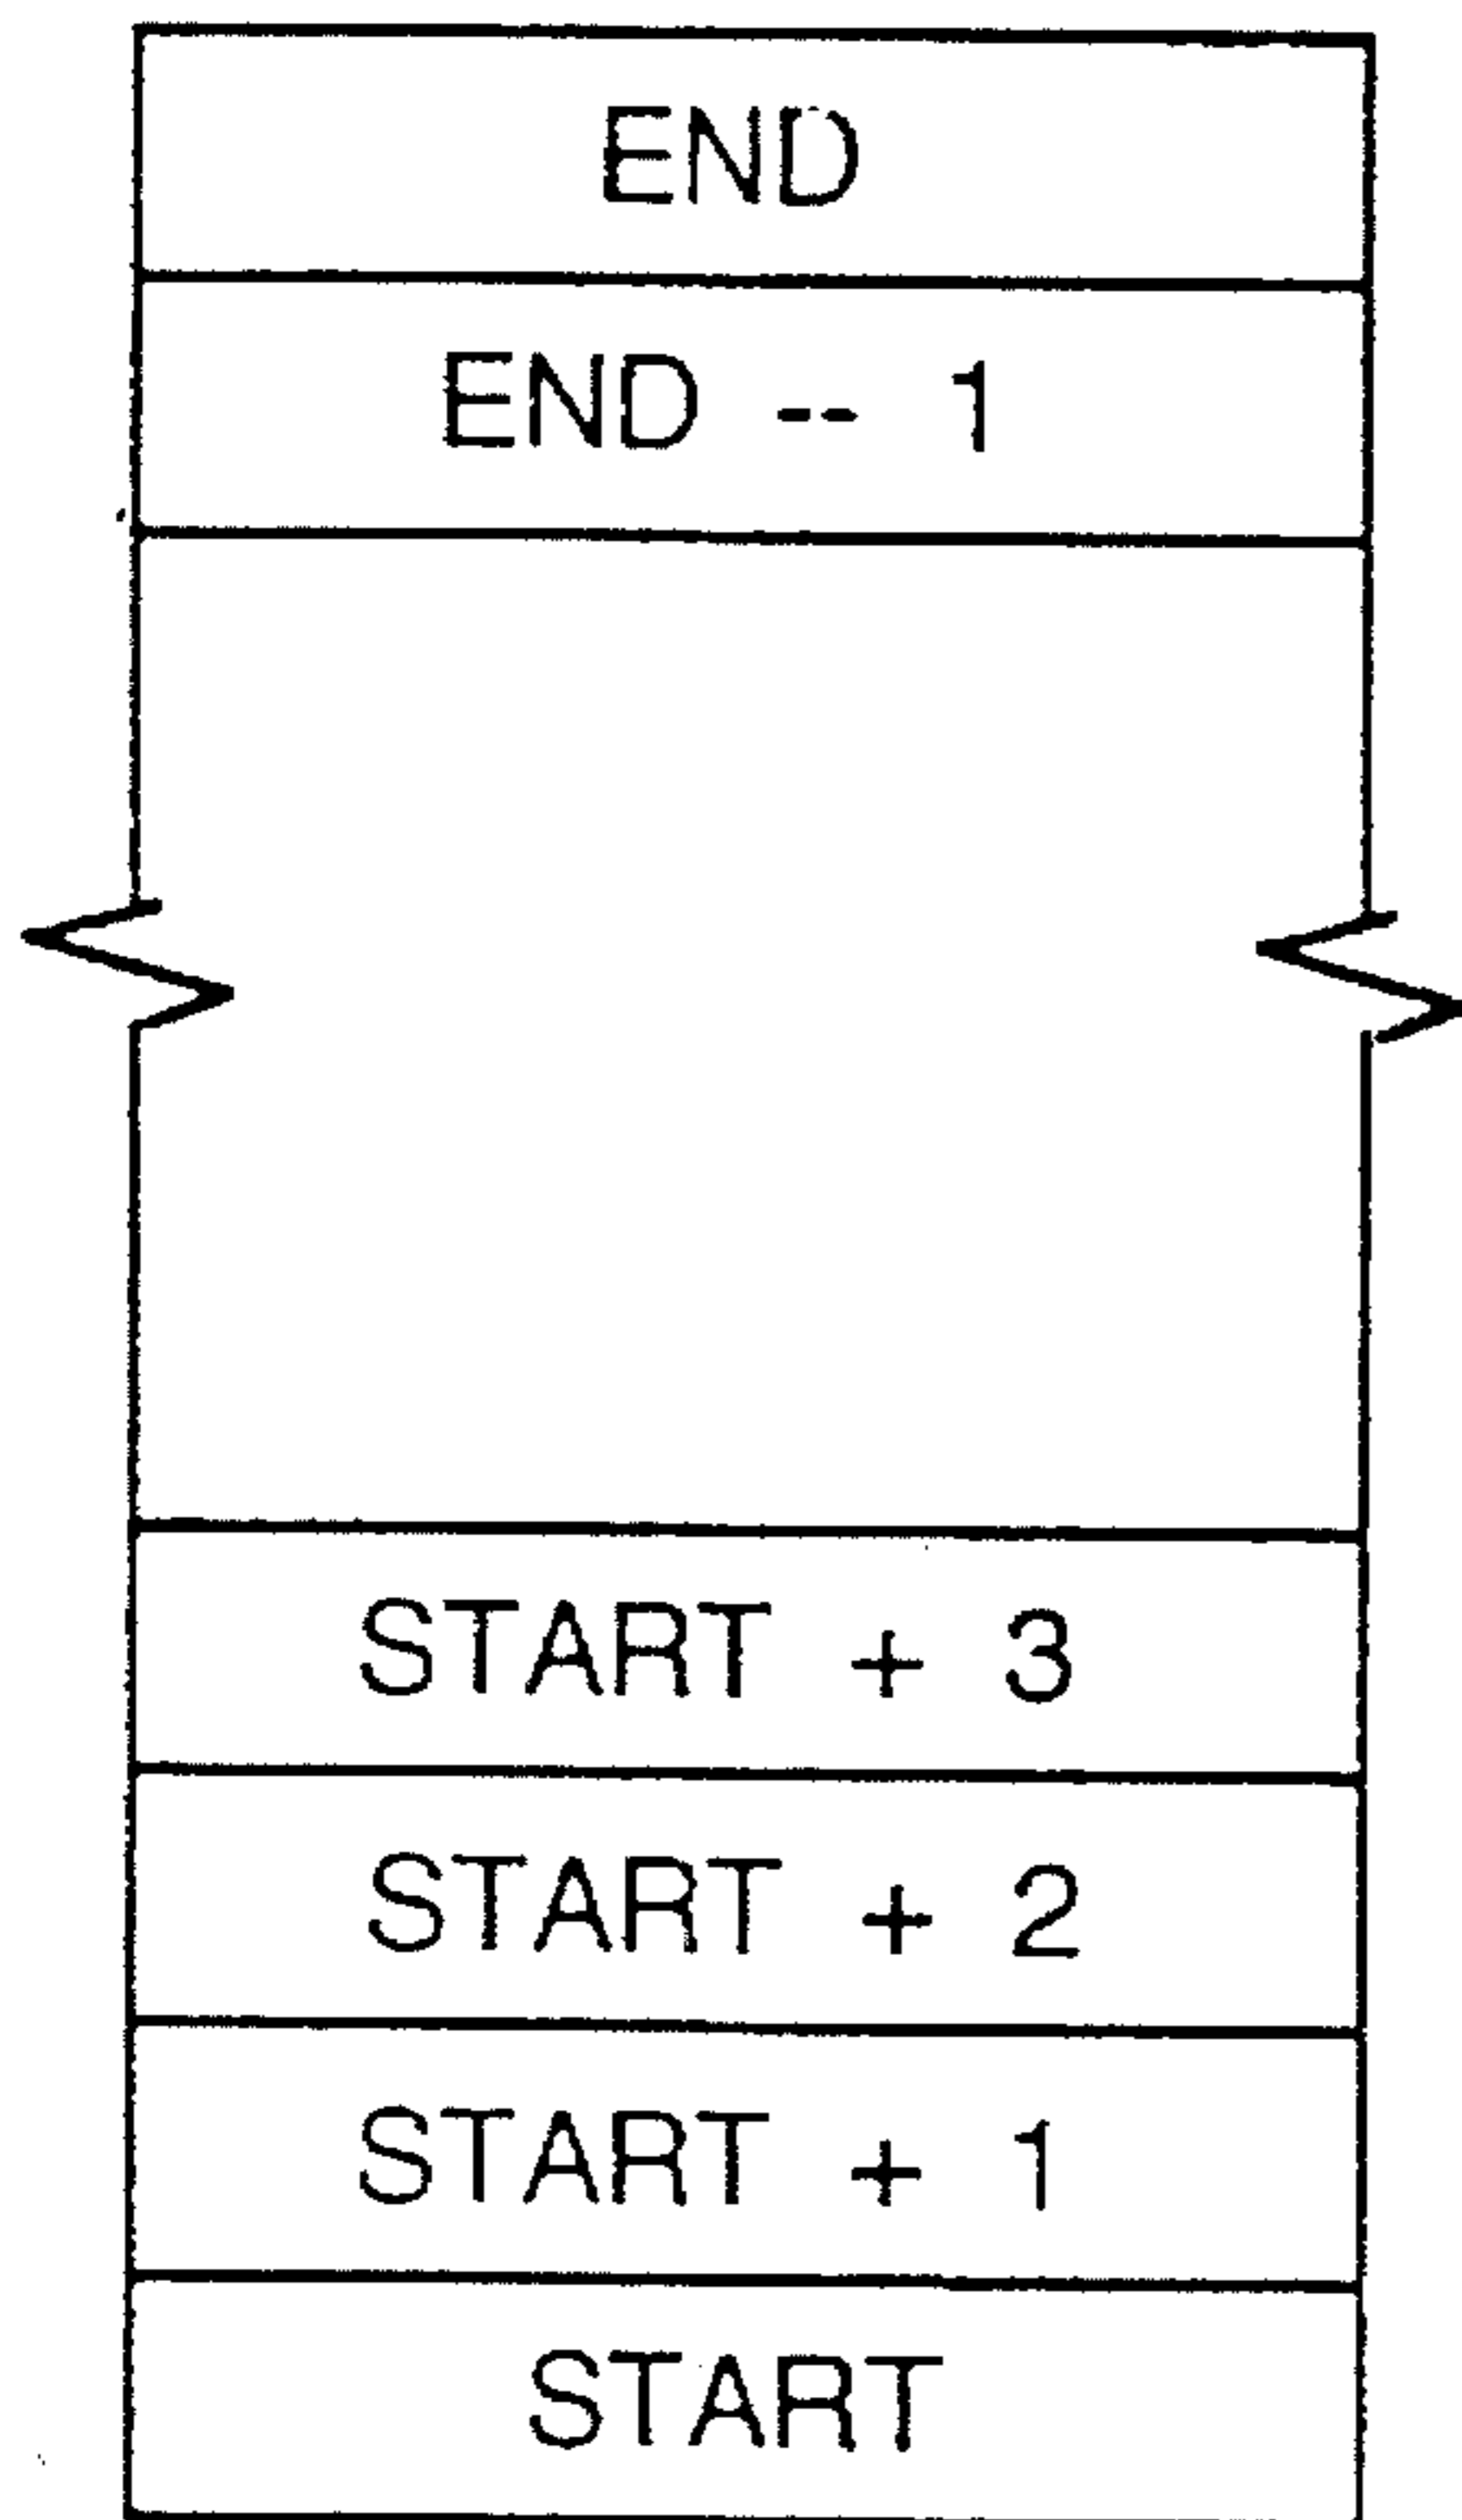 END
END -- 1
START + 3
START + 2
START + 1
START